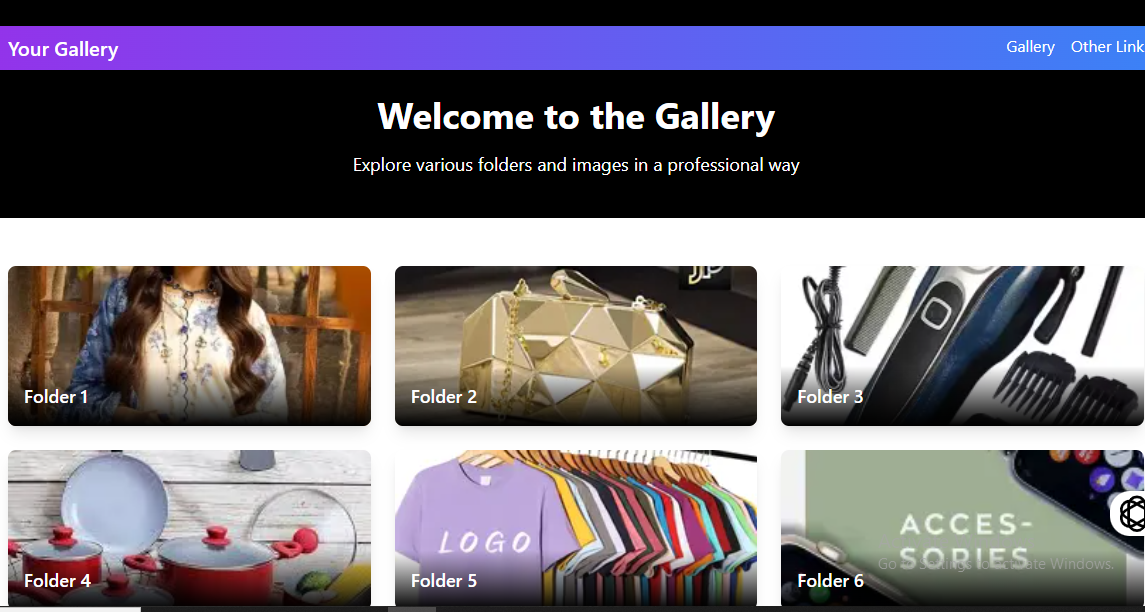 Your Gallery
Gallery Other Link
Welcome to the Gallery
Explore various folders and images in a professional way
JP
Folder 1
Folder 2
Folder 3
LOGO
ACCES-
SORIES
Go to Settings to activate Windows.
Folder 4
Folder 5
Folder 6